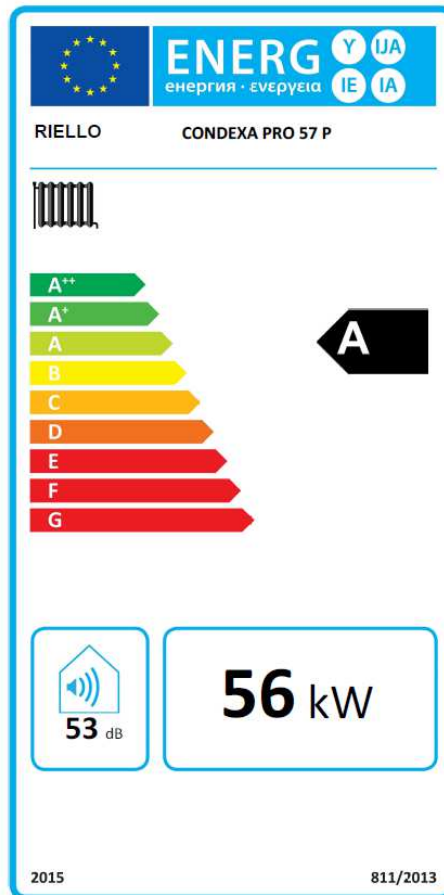 ENERG Y IJA
енергия · ενεργεια IE IA
RIELLO CONDEXA PRO 57 P
A++
A+
A
A
B
C
D
E
F
G
53 dB
56 kW
2015 811/2013